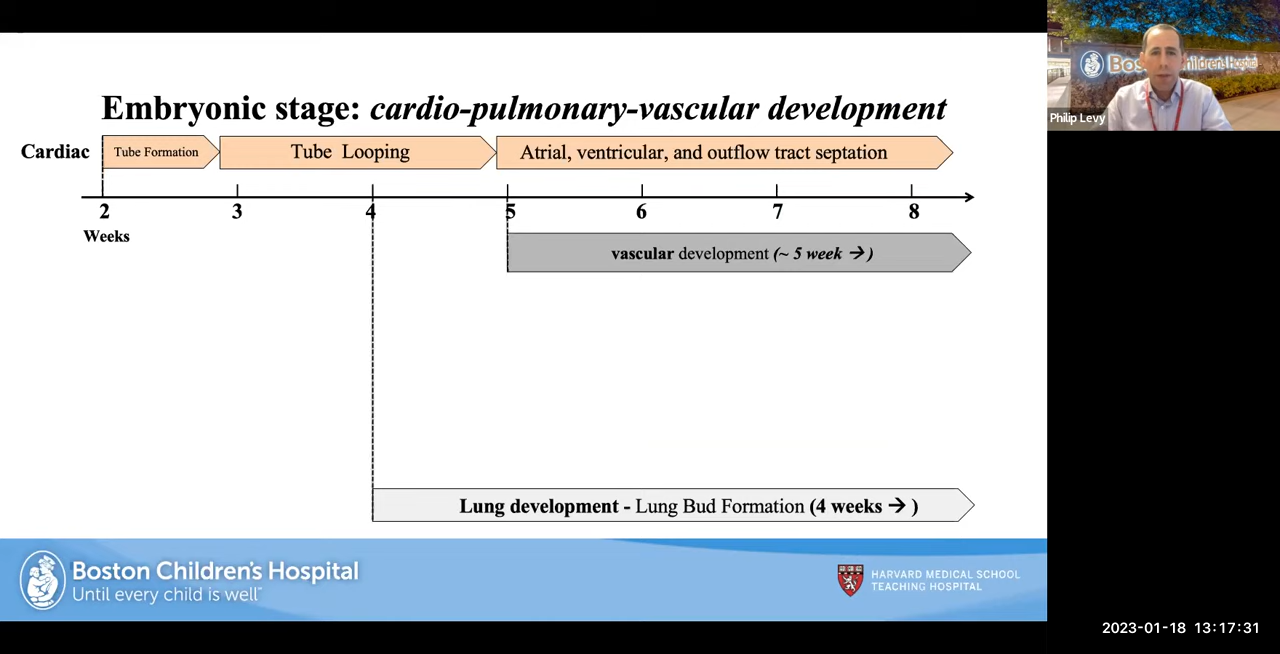 Embryonic stage: cardio-pulmonary-vascular development
Cardiac
Tube Formation
Tube Looping
Atrial, ventricular, and outflow tract septation
2 3 4 5 6 7 8
Weeks
vascular development (~ 5 week → )
Lung development - Lung Bud Formation (4 weeks → )
Boston Children's Hospital
Until every child is well
HARVARD MEDICAL SCHOOL
TEACHING HOSPITAL
Philip Levy
2023-01-18 13:17:31